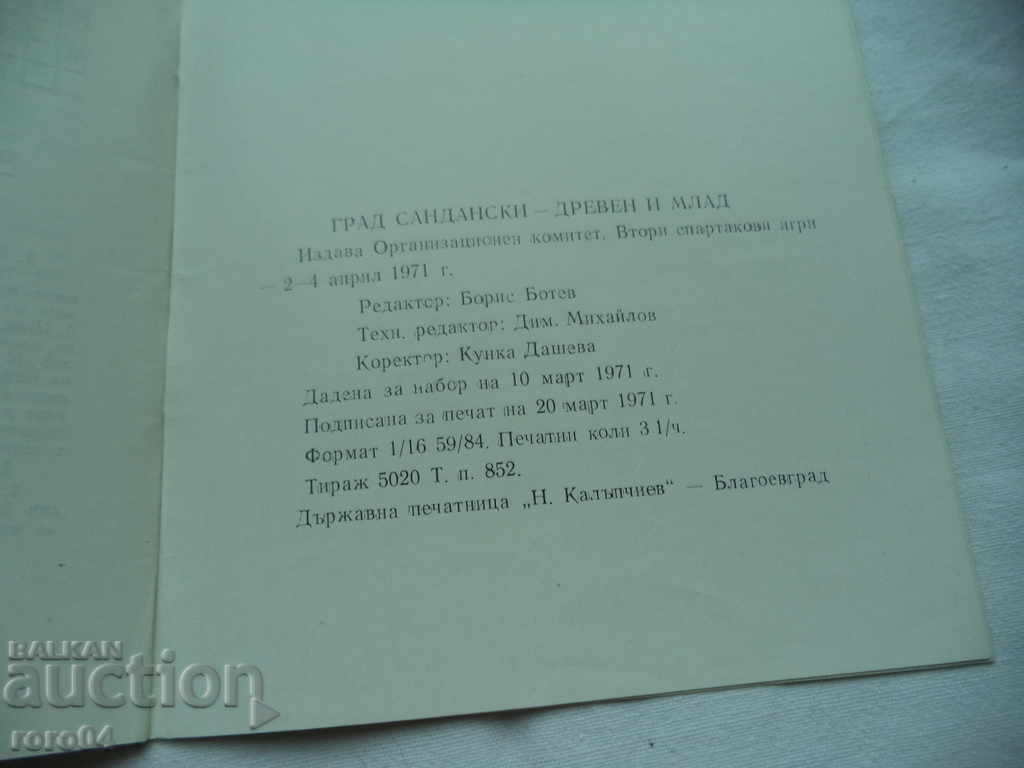 ГРАД САНДАНСКИ — ДРЕВЕН И МЛАД
Издава Организационен комитет, Втори спартакови игри
— 2—4 април 1971 г.
Редактор: Борис Ботев
Техн. редактор: Дим. Михайлов
Коректор: Кунка Дашева
Дадена за набор на 10 март 1971 г.
Подписана за печат на 20 март 1971 г.
Формат 1/16 59/84. Печатни коли 3 1/ч.
Тираж 5020 Т. п. 852.
Държавна печатница „Н. Калъпчиев“ — Благоевград
BALKAN
auction
roro04